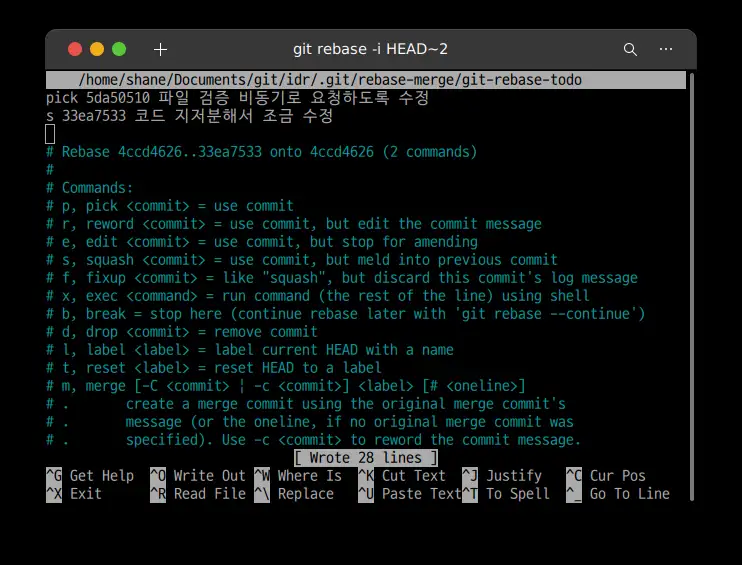 git rebase -i HEAD~2
/home/shane/Documents/git/idr/.git/rebase-merge/git-rebase-todo
pick 5da50510 파일 검증 비동기로 요청하도록 수정
s 33ea7533 코드 지저분해서 조금 수정
# Rebase 4ccd4626..33ea7533 onto 4ccd4626 (2 commands)
#
# Commands:
# p, pick <commit> = use commit
# r, reword <commit> = use commit, but edit the commit message
# e, edit <commit> = use commit, but stop for amending
# s, squash <commit> = use commit, but meld into previous commit
# f, fixup <commit> = like "squash", but discard this commit's log message
# x, exec <command> = run command (the rest of the line) using shell
# b, break = stop here (continue rebase later with 'git rebase --continue')
# d, drop <commit> = remove commit
# l, label <label> = label current HEAD with a name
# t, reset <label> = reset HEAD to a label
# m, merge [-C <commit> | -c <commit>] <label> [# <oneline>]
# .       create a merge commit using the original merge commit's
# .       message (or the oneline, if no original merge commit was
# .       specified). Use -c <commit> to reword the commit message.
[ Wrote 28 lines ]
^G Get Help  ^O Write Out ^W Where Is  ^K Cut Text  ^J Justify   ^C Cur Pos
^X Exit      ^R Read File ^\ Replace   ^U Paste Text^T To Spell  ^_ Go To Line